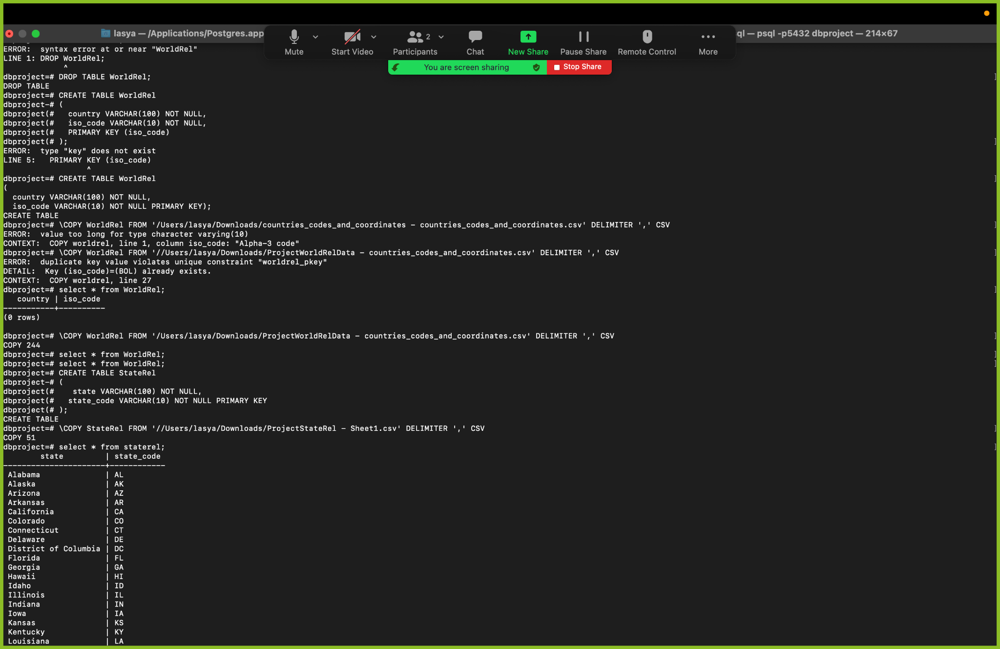 lasya — /Applications/Postgres.app
ql — psql -p5432 dbproject — 214×67
Mute
Start Video
2
Participants
Chat
New Share
Pause Share
Remote Control
More
You are screen sharing
Stop Share
ERROR:  syntax error at or near "WorldRel"
LINE 1: DROP WorldRel;
^
dbproject=# DROP TABLE WorldRel;
DROP TABLE
dbproject=# CREATE TABLE WorldRel
dbproject-# (
dbproject(#   country VARCHAR(100) NOT NULL,
dbproject(#   iso_code VARCHAR(10) NOT NULL,
dbproject(#   PRIMARY KEY (iso_code)
dbproject(# );
ERROR:  type "key" does not exist
LINE 5:   PRIMARY KEY (iso_code)
^
dbproject=# CREATE TABLE WorldRel
(
country VARCHAR(100) NOT NULL,
iso_code VARCHAR(10) NOT NULL PRIMARY KEY);
CREATE TABLE
dbproject=# \COPY WorldRel FROM '/Users/lasya/Downloads/countries_codes_and_coordinates - countries_codes_and_coordinates.csv' DELIMITER ',' CSV
ERROR:  value too long for type character varying(10)
CONTEXT:  COPY worldrel, line 1, column iso_code: "Alpha-3 code"
dbproject=# \COPY WorldRel FROM '//Users/lasya/Downloads/ProjectWorldRelData - countries_codes_and_coordinates.csv' DELIMITER ',' CSV
ERROR:  duplicate key value violates unique constraint "worldrel_pkey"
DETAIL:  Key (iso_code)=(BOL) already exists.
CONTEXT:  COPY worldrel, line 27
dbproject=# select * from WorldRel;
country | iso_code
-----------+----------
(0 rows)
dbproject=# \COPY WorldRel FROM '/Users/lasya/Downloads/ProjectWorldRelData - countries_codes_and_coordinates.csv' DELIMITER ',' CSV
COPY 244
dbproject=# select * from WorldRel;
dbproject=# select * from WorldRel;
dbproject=# CREATE TABLE StateRel
dbproject-# (
dbproject(#    state VARCHAR(100) NOT NULL,
dbproject(#   state_code VARCHAR(10) NOT NULL PRIMARY KEY
dbproject(# );
CREATE TABLE
dbproject=# \COPY StateRel FROM '//Users/lasya/Downloads/ProjectStateRel - Sheet1.csv' DELIMITER ',' CSV
COPY 51
dbproject=# select * from staterel;
state | state_code
----------------------+------------
Alabama | AL
Alaska | AK
Arizona | AZ
Arkansas | AR
California | CA
Colorado | CO
Connecticut | CT
Delaware | DE
District of Columbia | DC
Florida | FL
Georgia | GA
Hawaii | HI
Idaho | ID
Illinois | IL
Indiana | IN
Iowa | IA
Kansas | KS
Kentucky | KY
Louisiana | LA